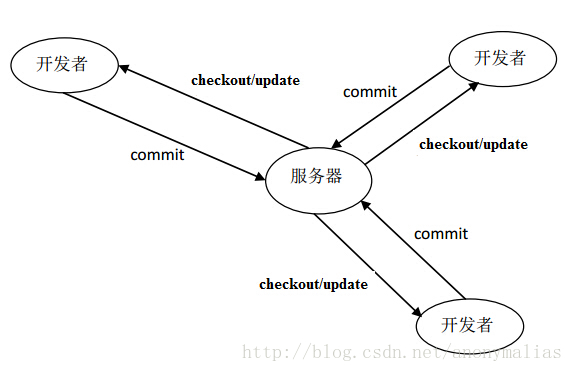 开发者
开发者
checkout/update
commit
checkout/update
commit
服务器
commit
checkout/update
开发者
http://blog.csdn.net/anonymalias